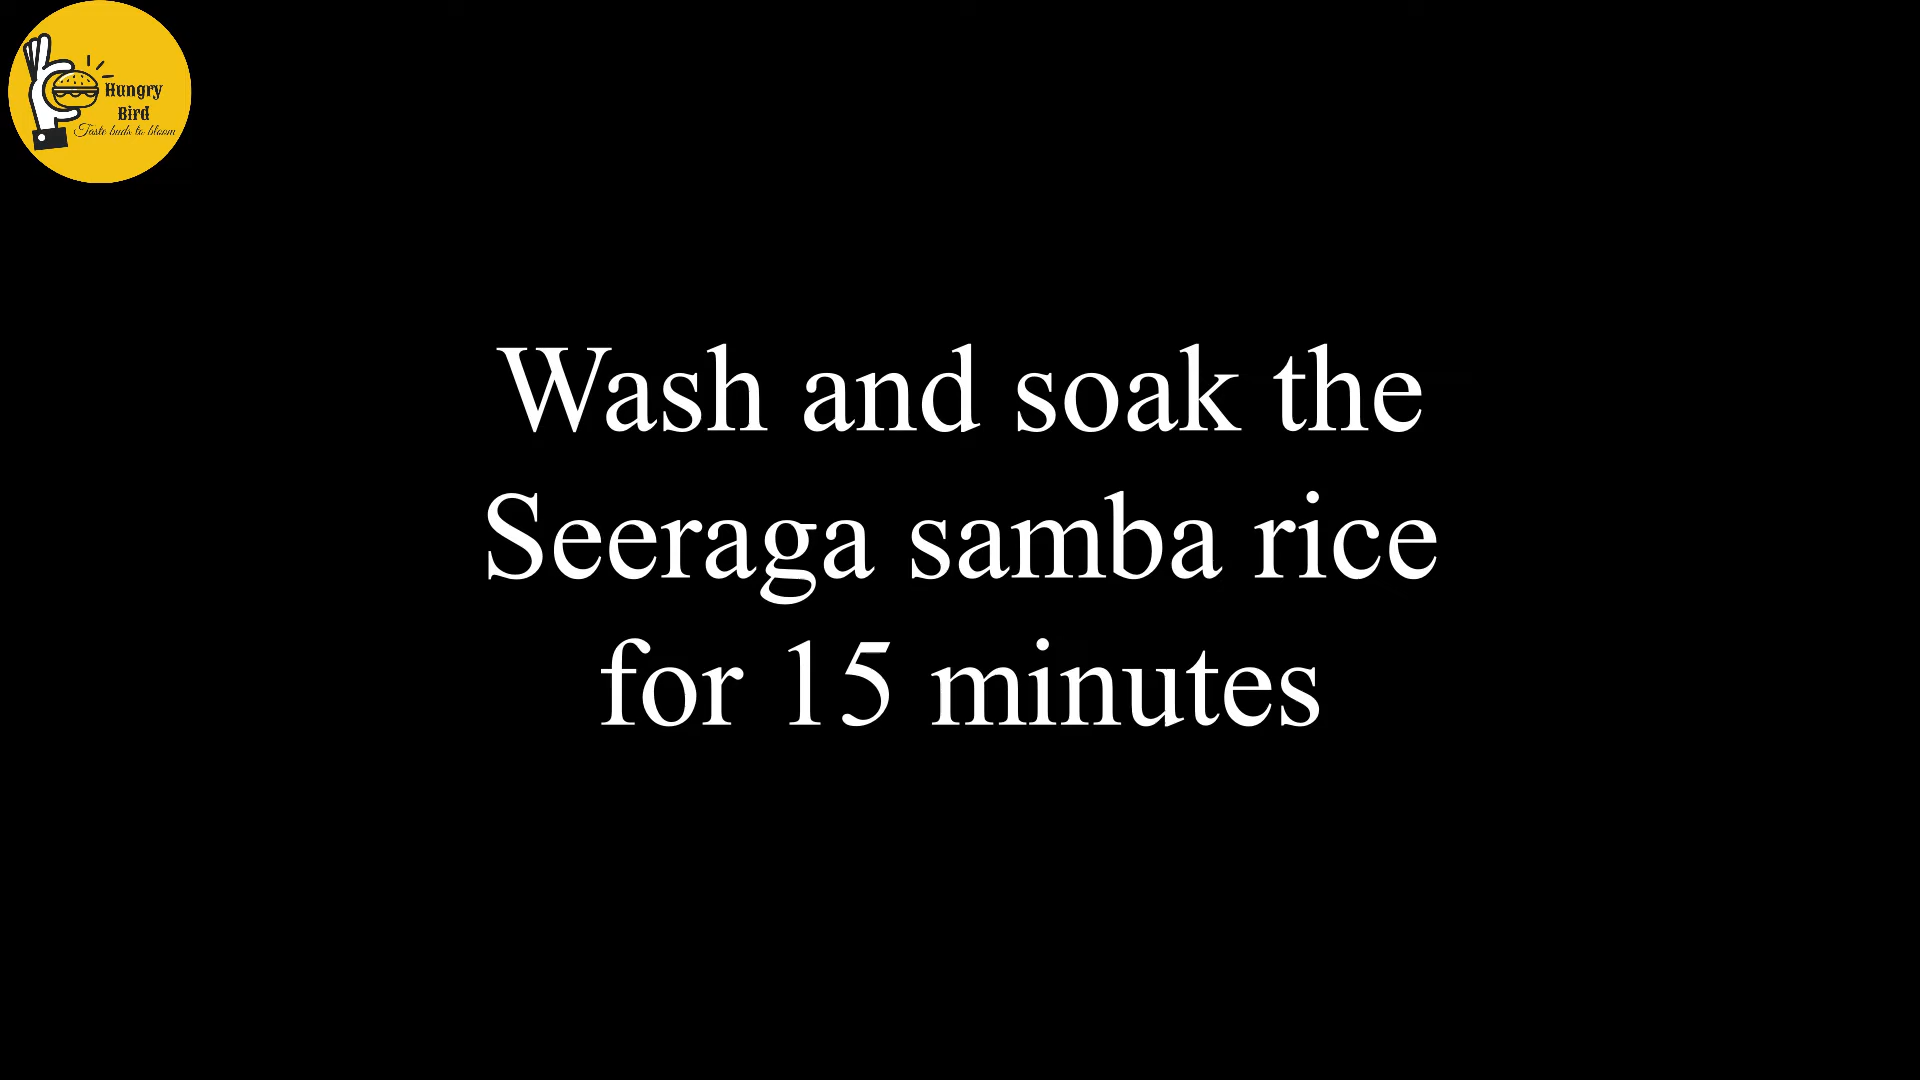 Hungry
Bird
Taste buds to bloom
Wash and soak the
Seeraga samba rice
for 15 minutes